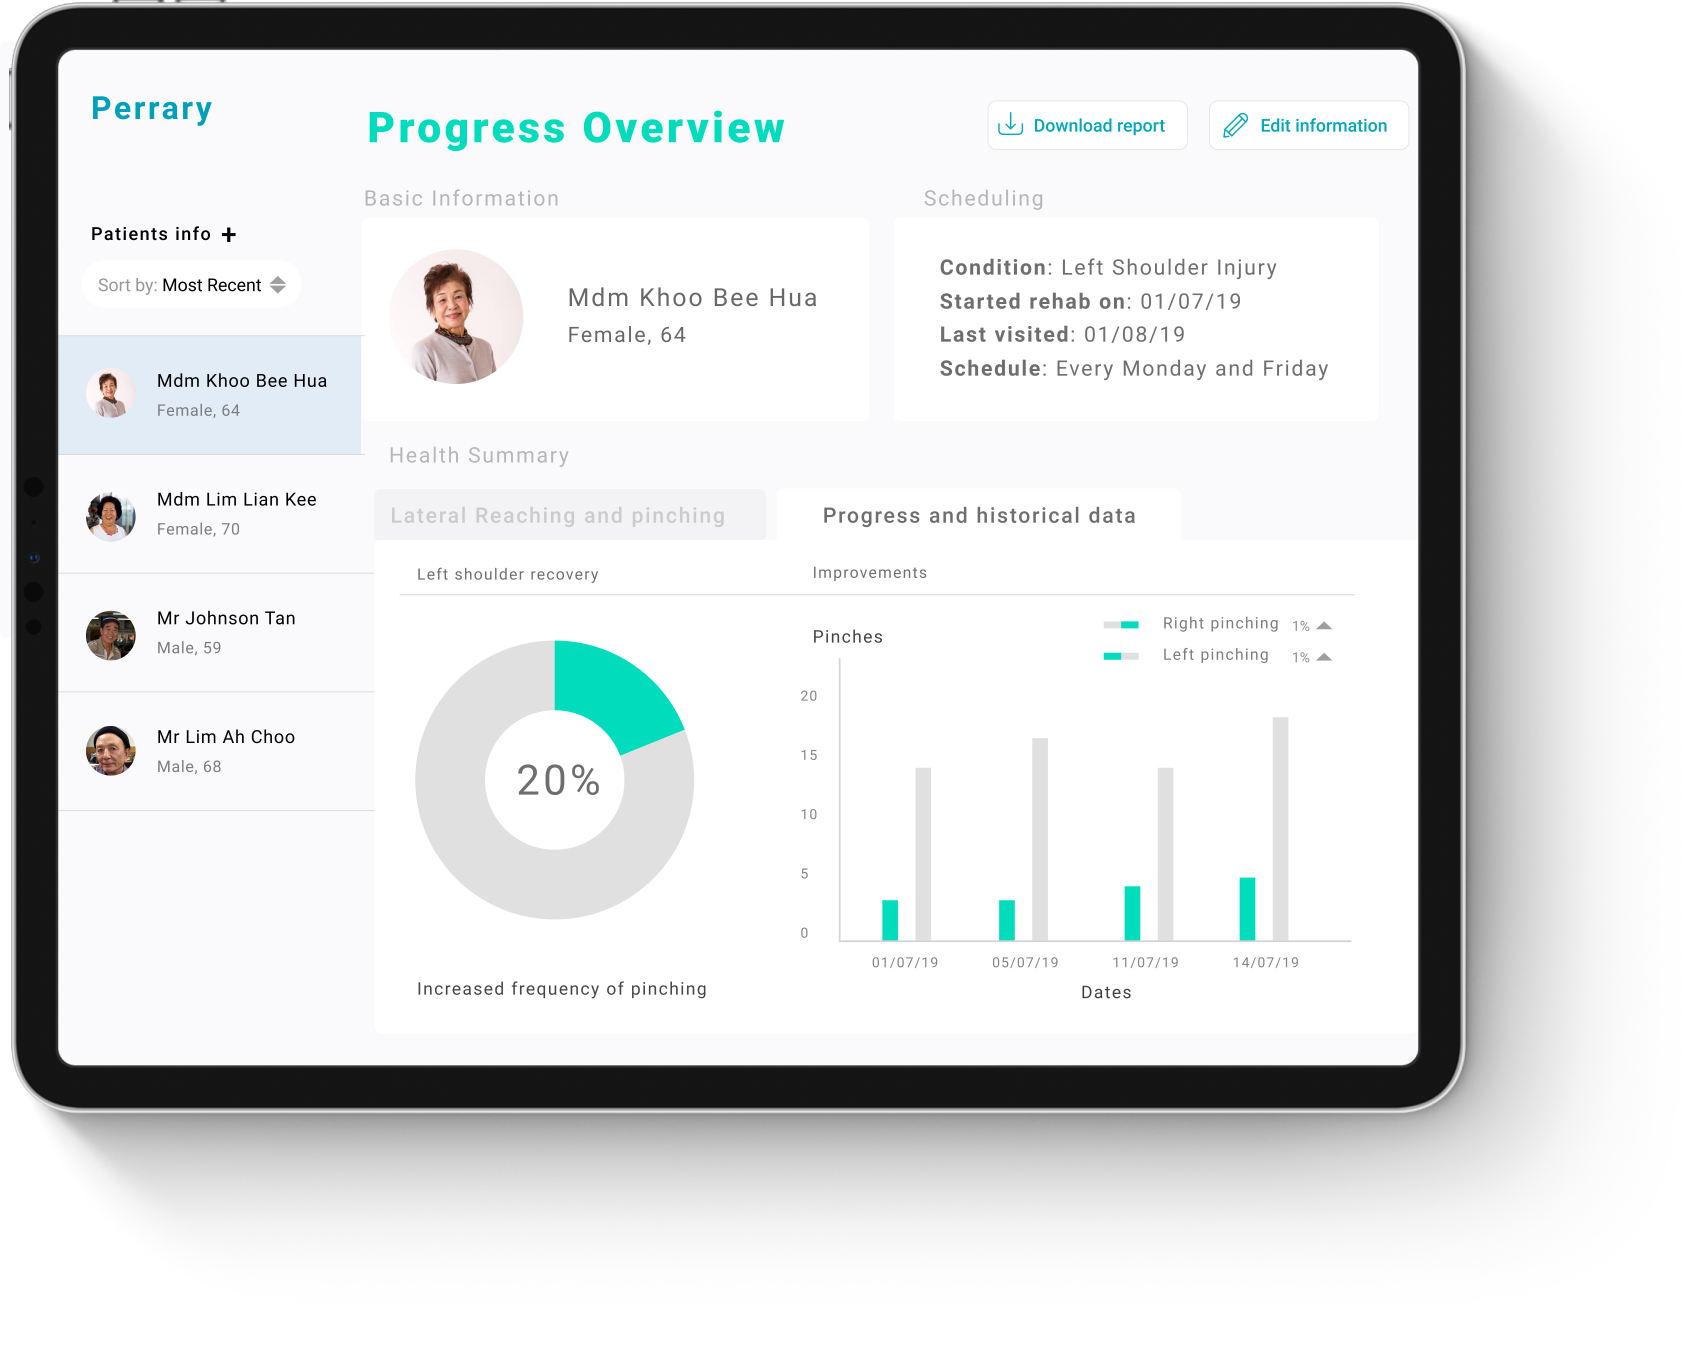 Perrary
Progress Overview
Download report
Edit information
Patients info +
Sort by: Most Recent
Mdm Khoo Bee Hua
Female, 64
Mdm Lim Lian Kee
Female, 70
Mr Johnson Tan
Male, 59
Mr Lim Ah Choo
Male, 68
Basic Information
Mdm Khoo Bee Hua
Female, 64
Scheduling
Condition: Left Shoulder Injury
Started rehab on: 01/07/19
Last visited: 01/08/19
Schedule: Every Monday and Friday
Health Summary
Lateral Reaching and pinching
Progress and historical data
Left shoulder recovery
20%
Increased frequency of pinching
Improvements
Right pinching 1%
Left pinching 1%
Pinches
20
15
10
5
0
01/07/19 05/07/19 11/07/19 14/07/19
Dates